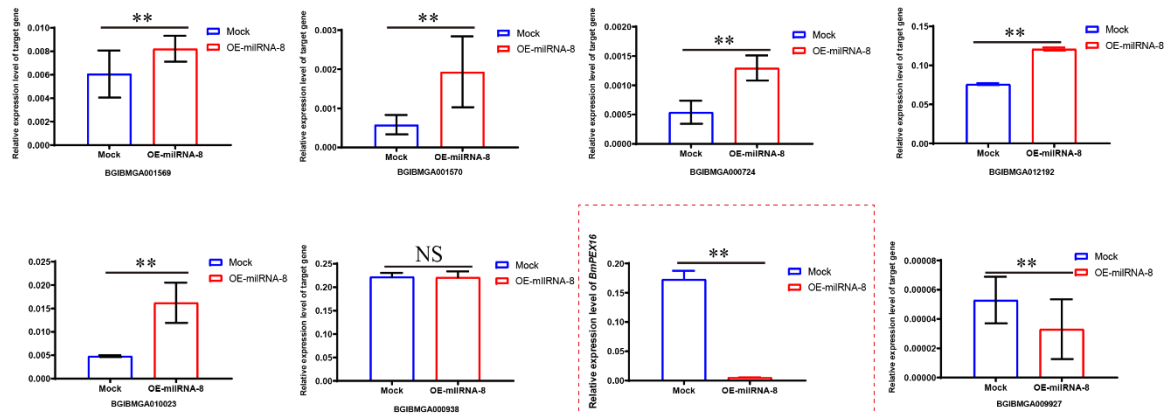 Relative expression level of target gene
0.010
0.008
0.006
0.004
0.002
0.000
**
Mock
OE-milRNA-8
Mock
OE-milRNA-8
BGIBMGA001569
Relative expression level of target gene
0.003
0.002
0.001
0.000
**
Mock
OE-milRNA-8
Mock
OE-milRNA-8
BGIBMGA001570
Relative expression level of target gene
0.0020
0.0015
0.0010
0.0005
0.0000
**
Mock
OE-milRNA-8
Mock
OE-milRNA-8
BGIBMGA000724
Relative expression level of target gene
0.15
0.10
0.05
0.00
**
Mock
OE-milRNA-8
Mock
OE-milRNA-8
BGIBMGA012192
Relative expression level of target gene
0.025
0.020
0.015
0.010
0.005
0.000
**
Mock
OE-milRNA-8
Mock
OE-milRNA-8
BGIBMGA010023
Relative expression level of target gene
0.25
0.20
0.15
0.10
0.05
0.00
NS
Mock
OE-milRNA-8
Mock
OE-milRNA-8
BGIBMGA000938
Relative expression level of BmPEX16
0.20
0.15
0.10
0.05
0.00
**
Mock
OE-milRNA-8
Mock
OE-milRNA-8
Relative expression level of target gene
0.00008
0.00006
0.00004
0.00002
0.00000
**
Mock
OE-milRNA-8
Mock
OE-milRNA-8
BGIBMGA009927